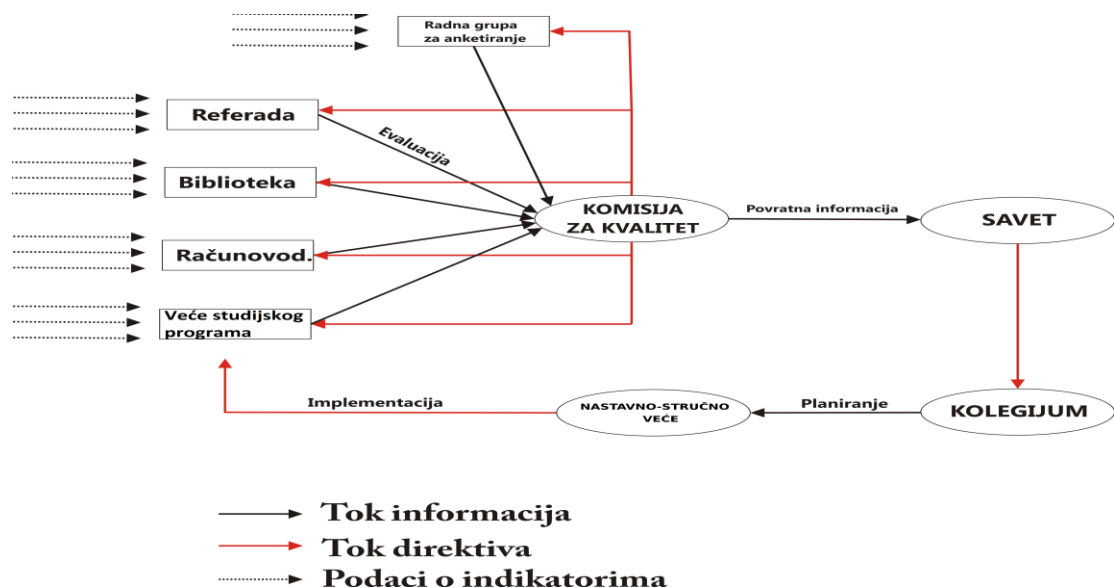 Radna grupa
za anketiranje
Referada
Evaluacija
Biblioteka
KOMISIJA
ZA KVALITET
Povratna informacija
SAVET
Računovod.
Veće studijskog
programa
Implementacija
NASTAVNO-STRUČNO
VEĆE
Planiranje
KOLEGIJUM
Tok informacija
Tok direktiva
Podaci o indikatorima